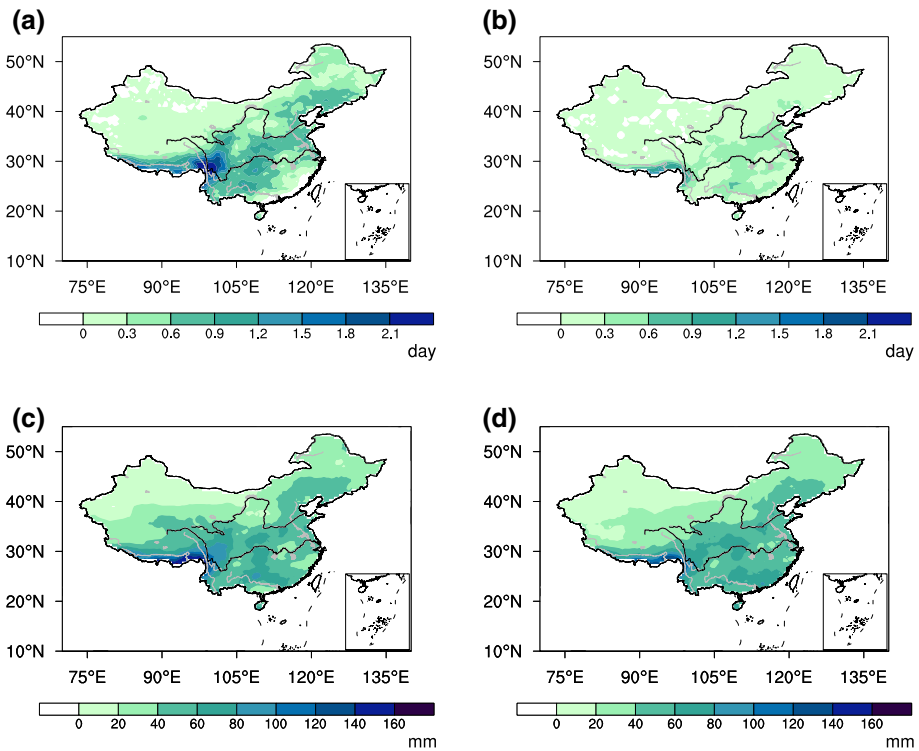 (a) (b)
50°N 50°N
40°N 40°N
30°N 30°N
20°N 20°N
10°N 10°N
75°E 90°E 105°E 120°E 135°E 75°E 90°E 105°E 120°E 135°E
0 0.3 0.6 0.9 1.2 1.5 1.8 2.1 0 0.3 0.6 0.9 1.2 1.5 1.8 2.1
day day
(c) (d)
50°N 50°N
40°N 40°N
30°N 30°N
20°N 20°N
10°N 10°N
75°E 90°E 105°E 120°E 135°E 75°E 90°E 105°E 120°E 135°E
0 20 40 60 80 100 120 140 160 0 20 40 60 80 100 120 140 160
mm mm